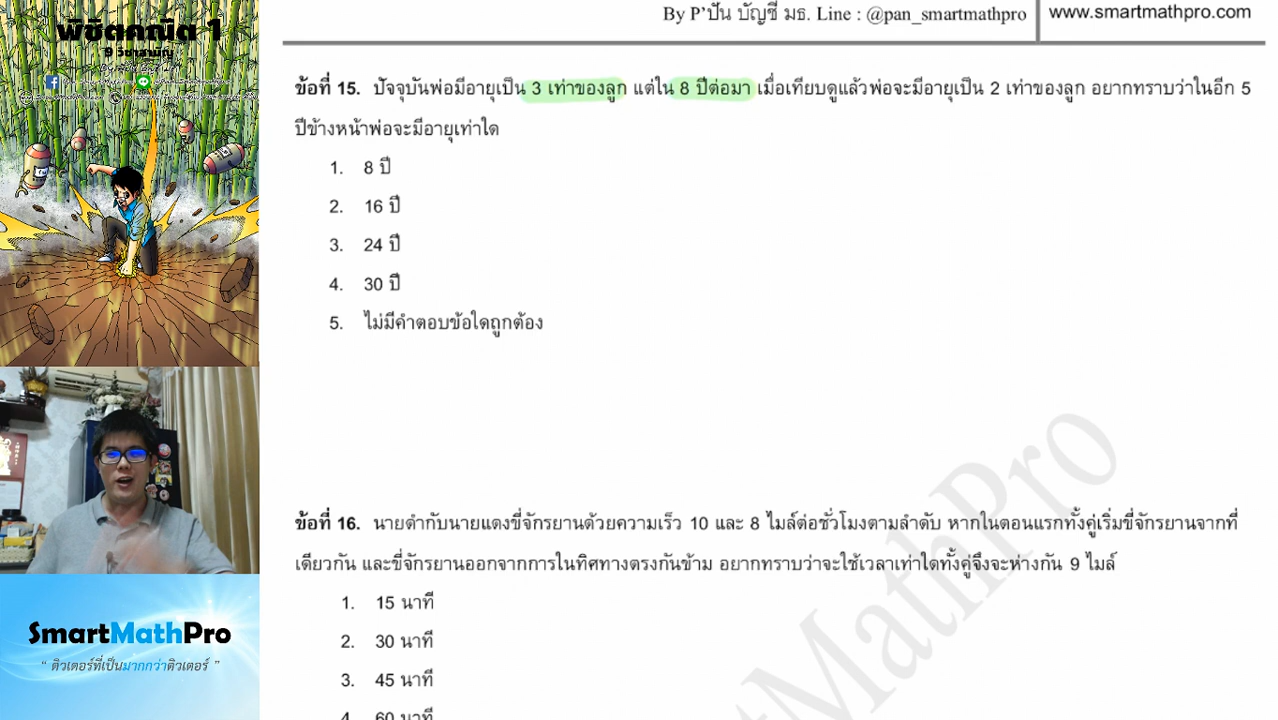 พิชิตคณิต 1
9 วิชาสามัญ
By P'ปั้น บัญชี มธ. Line : @pan_smartmathpro
www.smartmathpro.com
ข้อที่ 15. ปัจจุบันพ่อมีอายุเป็น 3 เท่าของลูก แต่ใน 8 ปีต่อมา เมื่อเทียบดูแล้วพ่อจะมีอายุเป็น 2 เท่าของลูก อยากทราบว่าในอีก 5
ปีข้างหน้าพ่อจะมีอายุเท่าใด
1. 8 ปี
2. 16 ปี
3. 24 ปี
4. 30 ปี
5. ไม่มีคำตอบข้อใดถูกต้อง
ข้อที่ 16. นายดำกับนายแดงขี่จักรยานด้วยความเร็ว 10 และ 8 ไมล์ต่อชั่วโมงตามลำดับ หากในตอนแรกทั้งคู่เริ่มขี่จักรยานจากที่
เดียวกัน และขี่จักรยานออกจากการในทิศทางตรงกันข้าม อยากทราบว่าจะใช้เวลาเท่าใดทั้งคู่จึงจะห่างกัน 9 ไมล์
1. 15 นาที
2. 30 นาที
3. 45 นาที
4. 60 นาที
MathPro
SmartMathPro
“ ติวเตอร์ที่เป็นมากกว่าติวเตอร์ ”